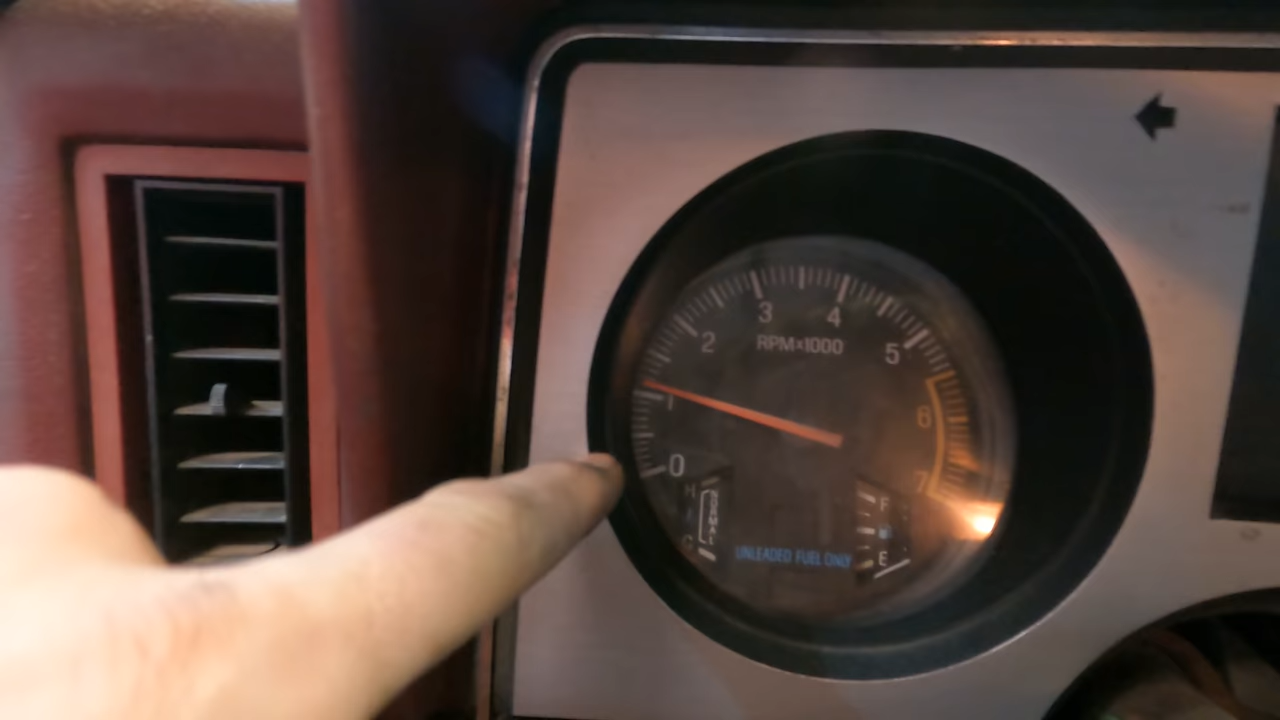 3 4
2 5
RPM×1000
1 6
0 7
H F
NORMAL
C E
UNLEADED FUEL ONLY